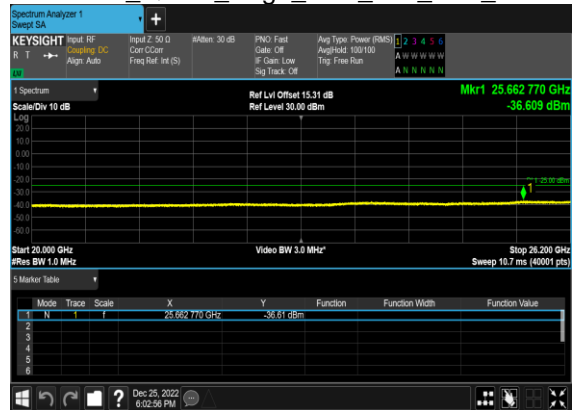 Spectrum Analyzer 1
Swept SA
KEYSIGHT Input: RF Input Z: 50 Ω #Atten: 30 dB PNO: Fast Avg Type: Power (RMS) 1 2 3 4 5 6
R T Coupling: DC Corr CCorr Gate: Off Avg|Hold: 100/100 A W W W W W
Align: Auto Freq Ref: Int (S) IF Gain: Low Trig: Free Run
Sig Track: Off A N N N N N
1 Spectrum Ref Lvl Offset 15.31 dB Mkr1 25.662 770 GHz
Scale/Div 10 dB Ref Level 30.00 dBm -36.609 dBm
Log
20.0
10.0
0.00
-10.0
-20.0
-25.00 dBm
-30.0
1
-40.0
-50.0
-60.0
Start 20.000 GHz Video BW 3.0 MHz* Stop 26.200 GHz
#Res BW 1.0 MHz Sweep 10.7 ms (40001 pts)
5 Marker Table
Mode Trace Scale X Y Function Function Width Function Value
1 N 1 f 25.662 770 GHz -36.61 dBm
2
3
4
5
6
Dec 25, 2022
6:02:56 PM